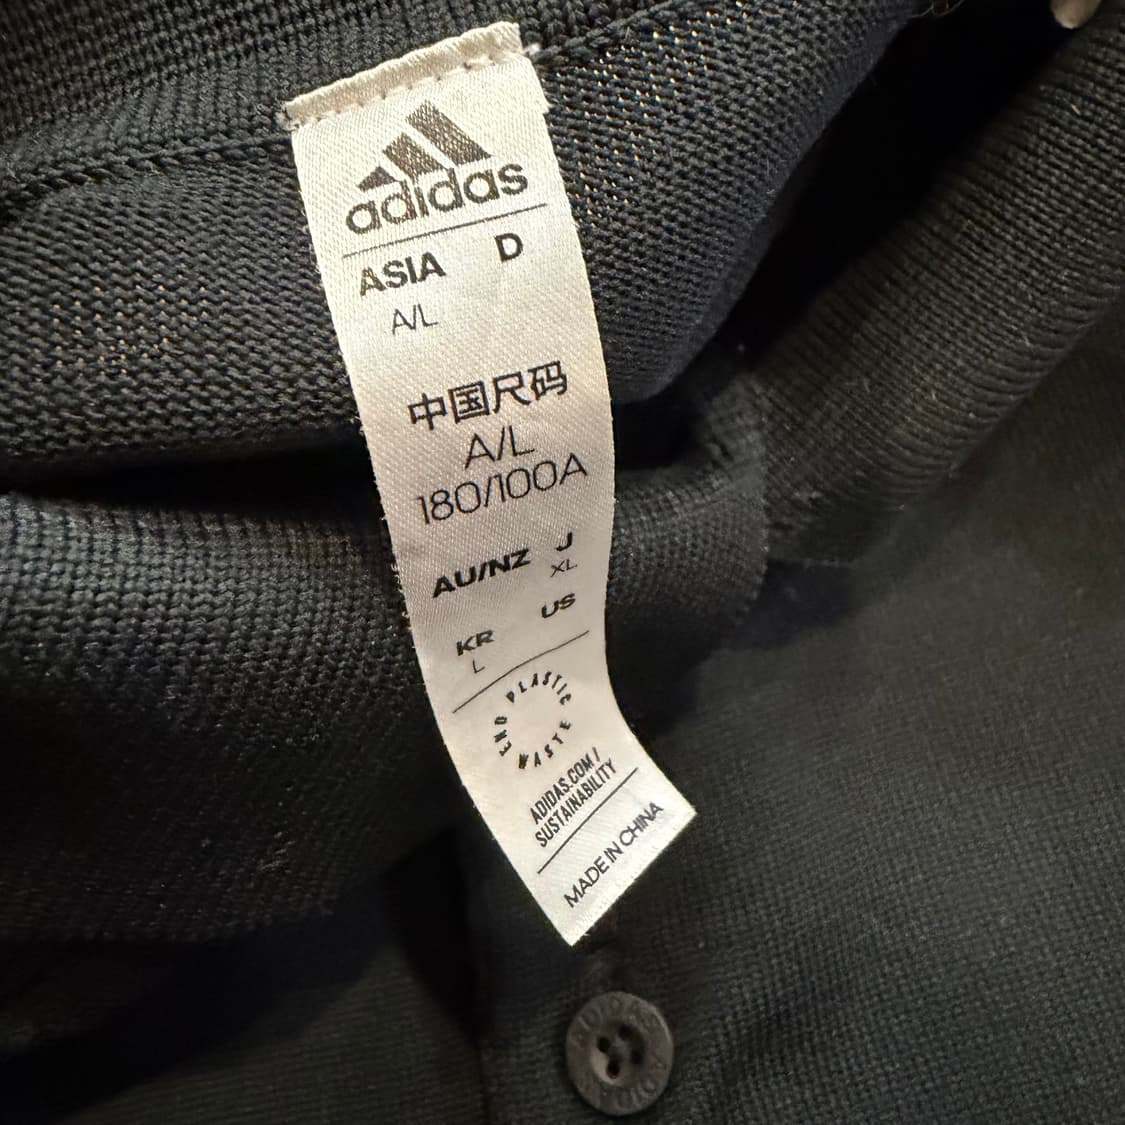 adidas
ASIA D
A/L
中国尺码
A/L
180/100A
AU/NZ J
XL
KR US
L
END PLASTIC WASTE
ADIDAS.COM/
SUSTAINABILITY
MADE IN CHINA